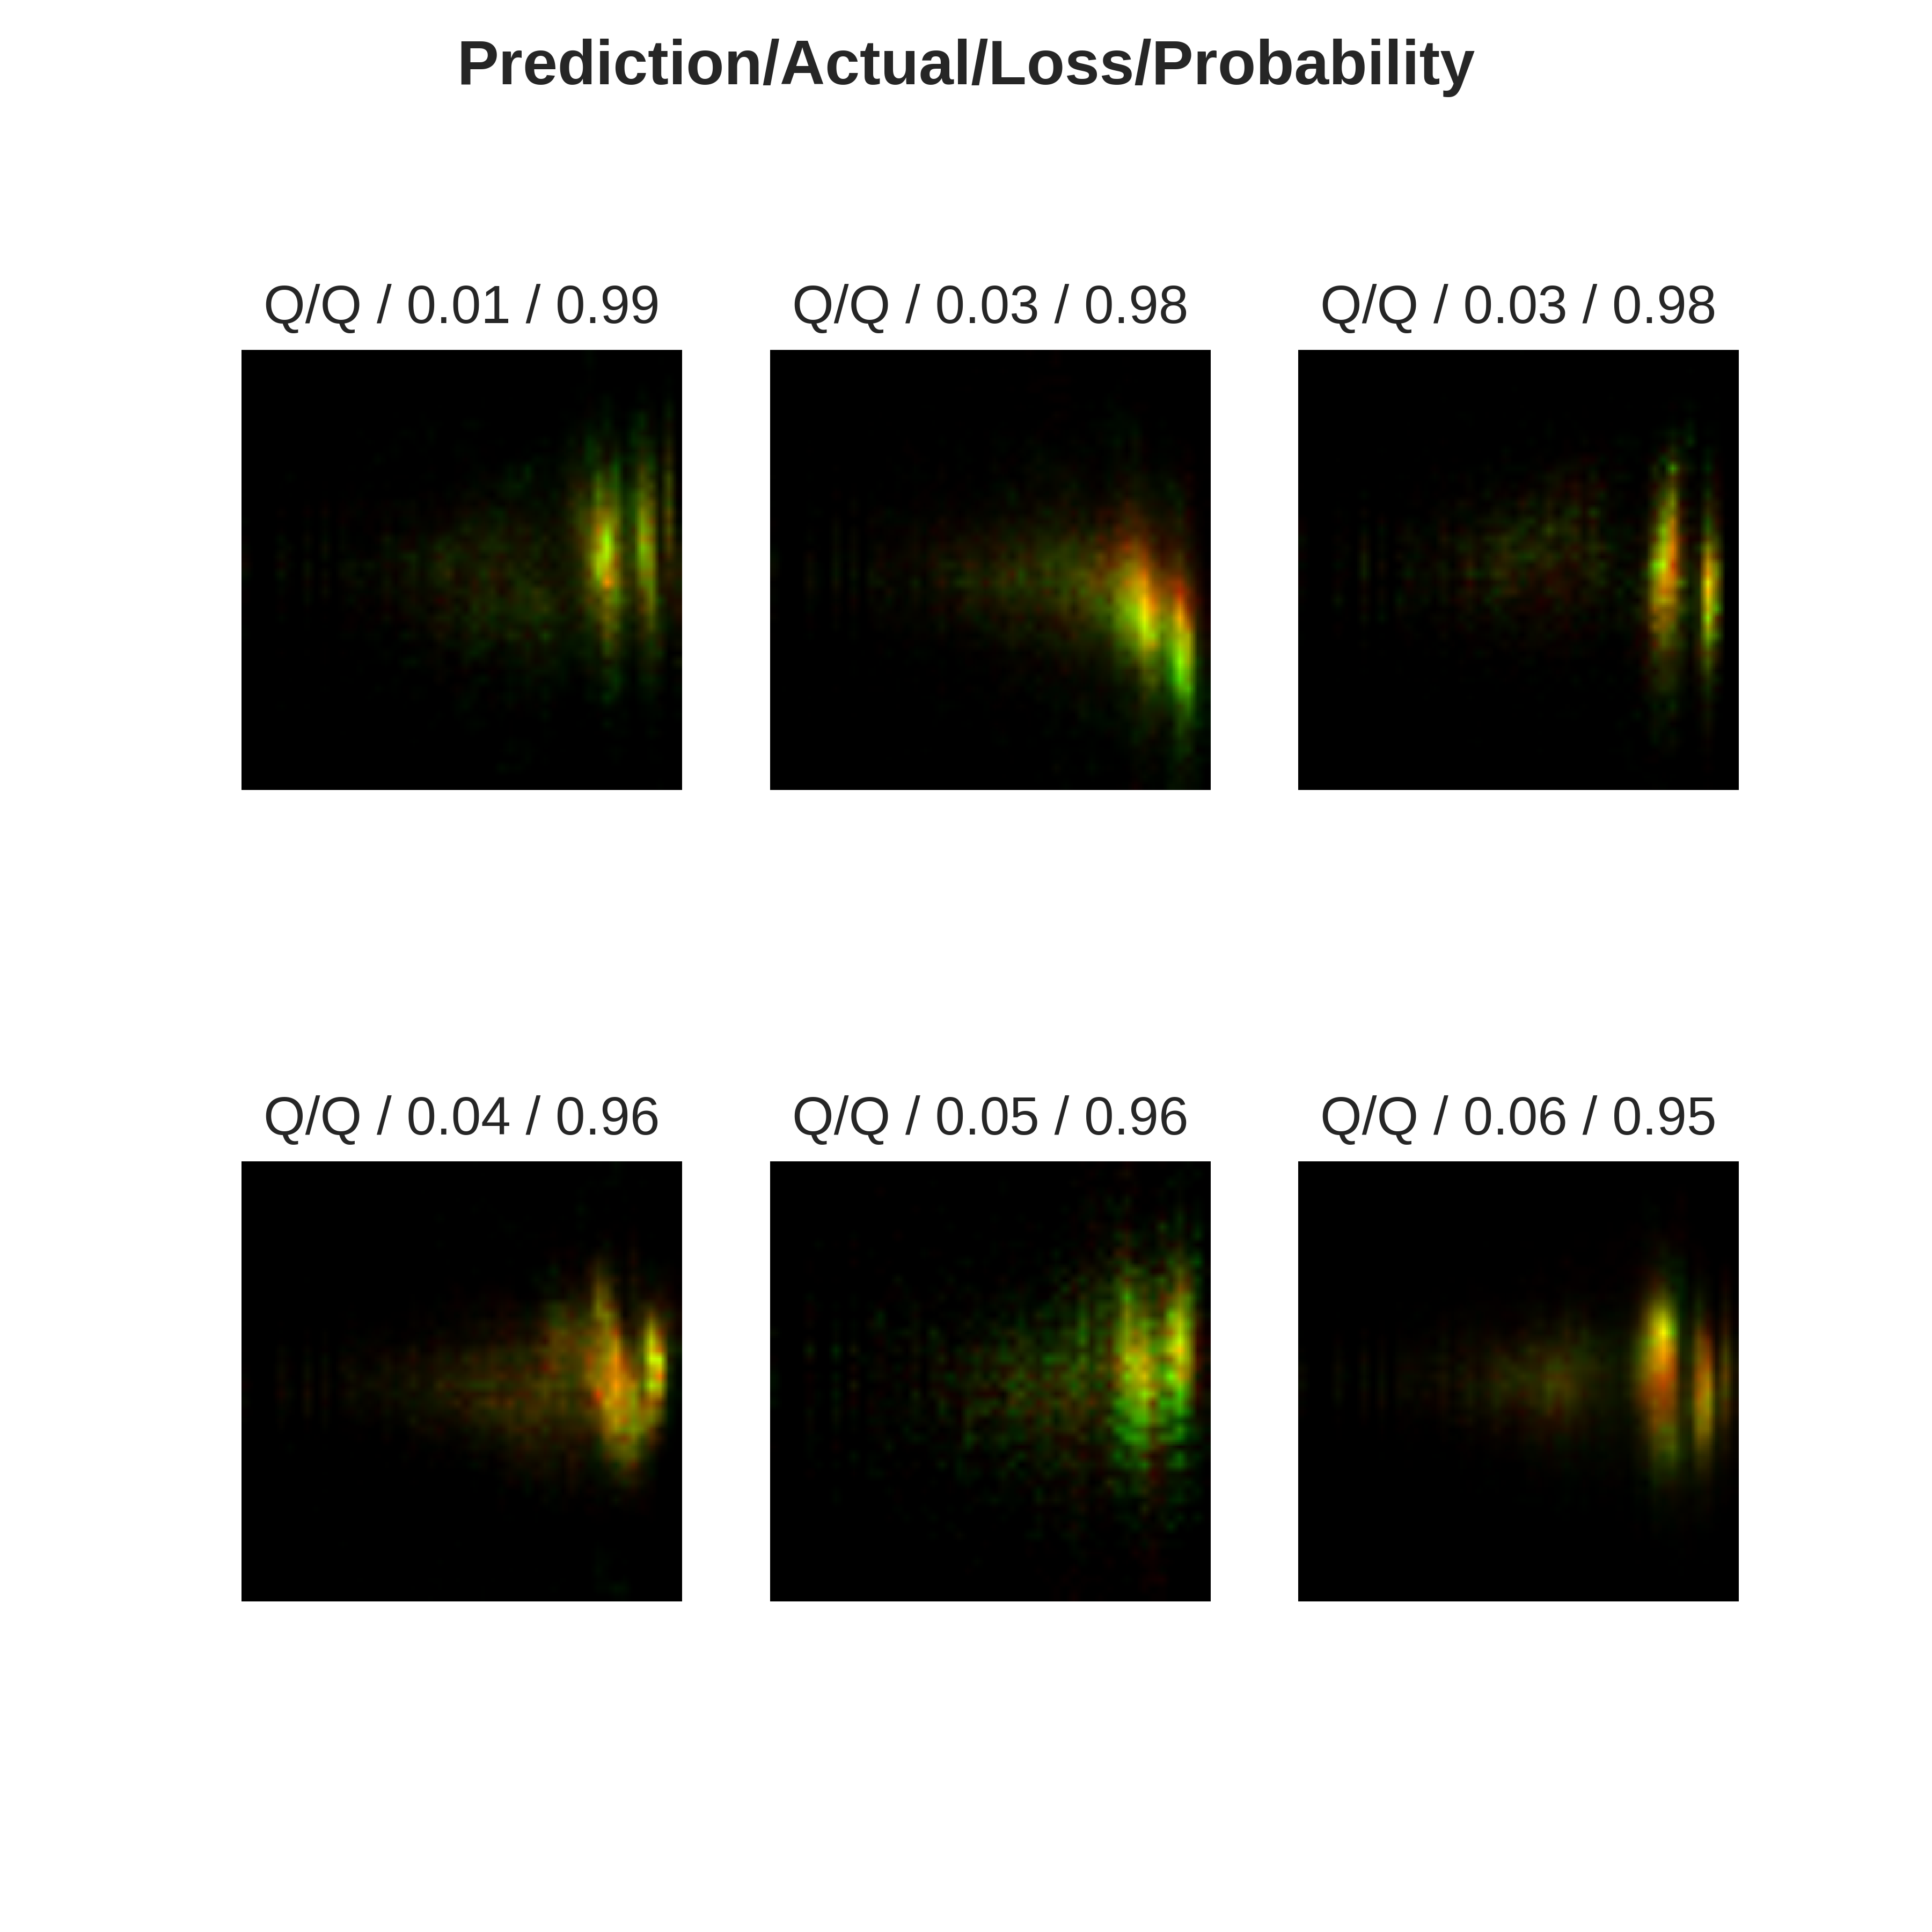 Prediction/Actual/Loss/Probability
Q/Q / 0.01 / 0.99
Q/Q / 0.03 / 0.98
Q/Q / 0.03 / 0.98
Q/Q / 0.04 / 0.96
Q/Q / 0.05 / 0.96
Q/Q / 0.06 / 0.95